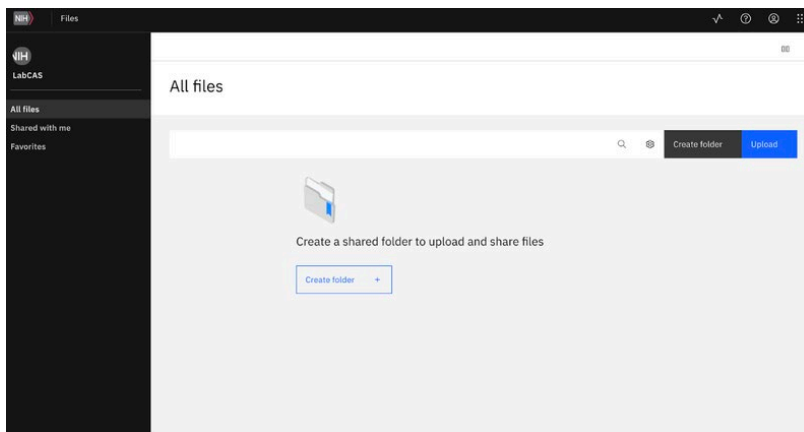 NIH
Files
NIH
LabCAS
All files
Shared with me
Favorites
All files
Create folder
Upload
Create a shared folder to upload and share files
Create folder +